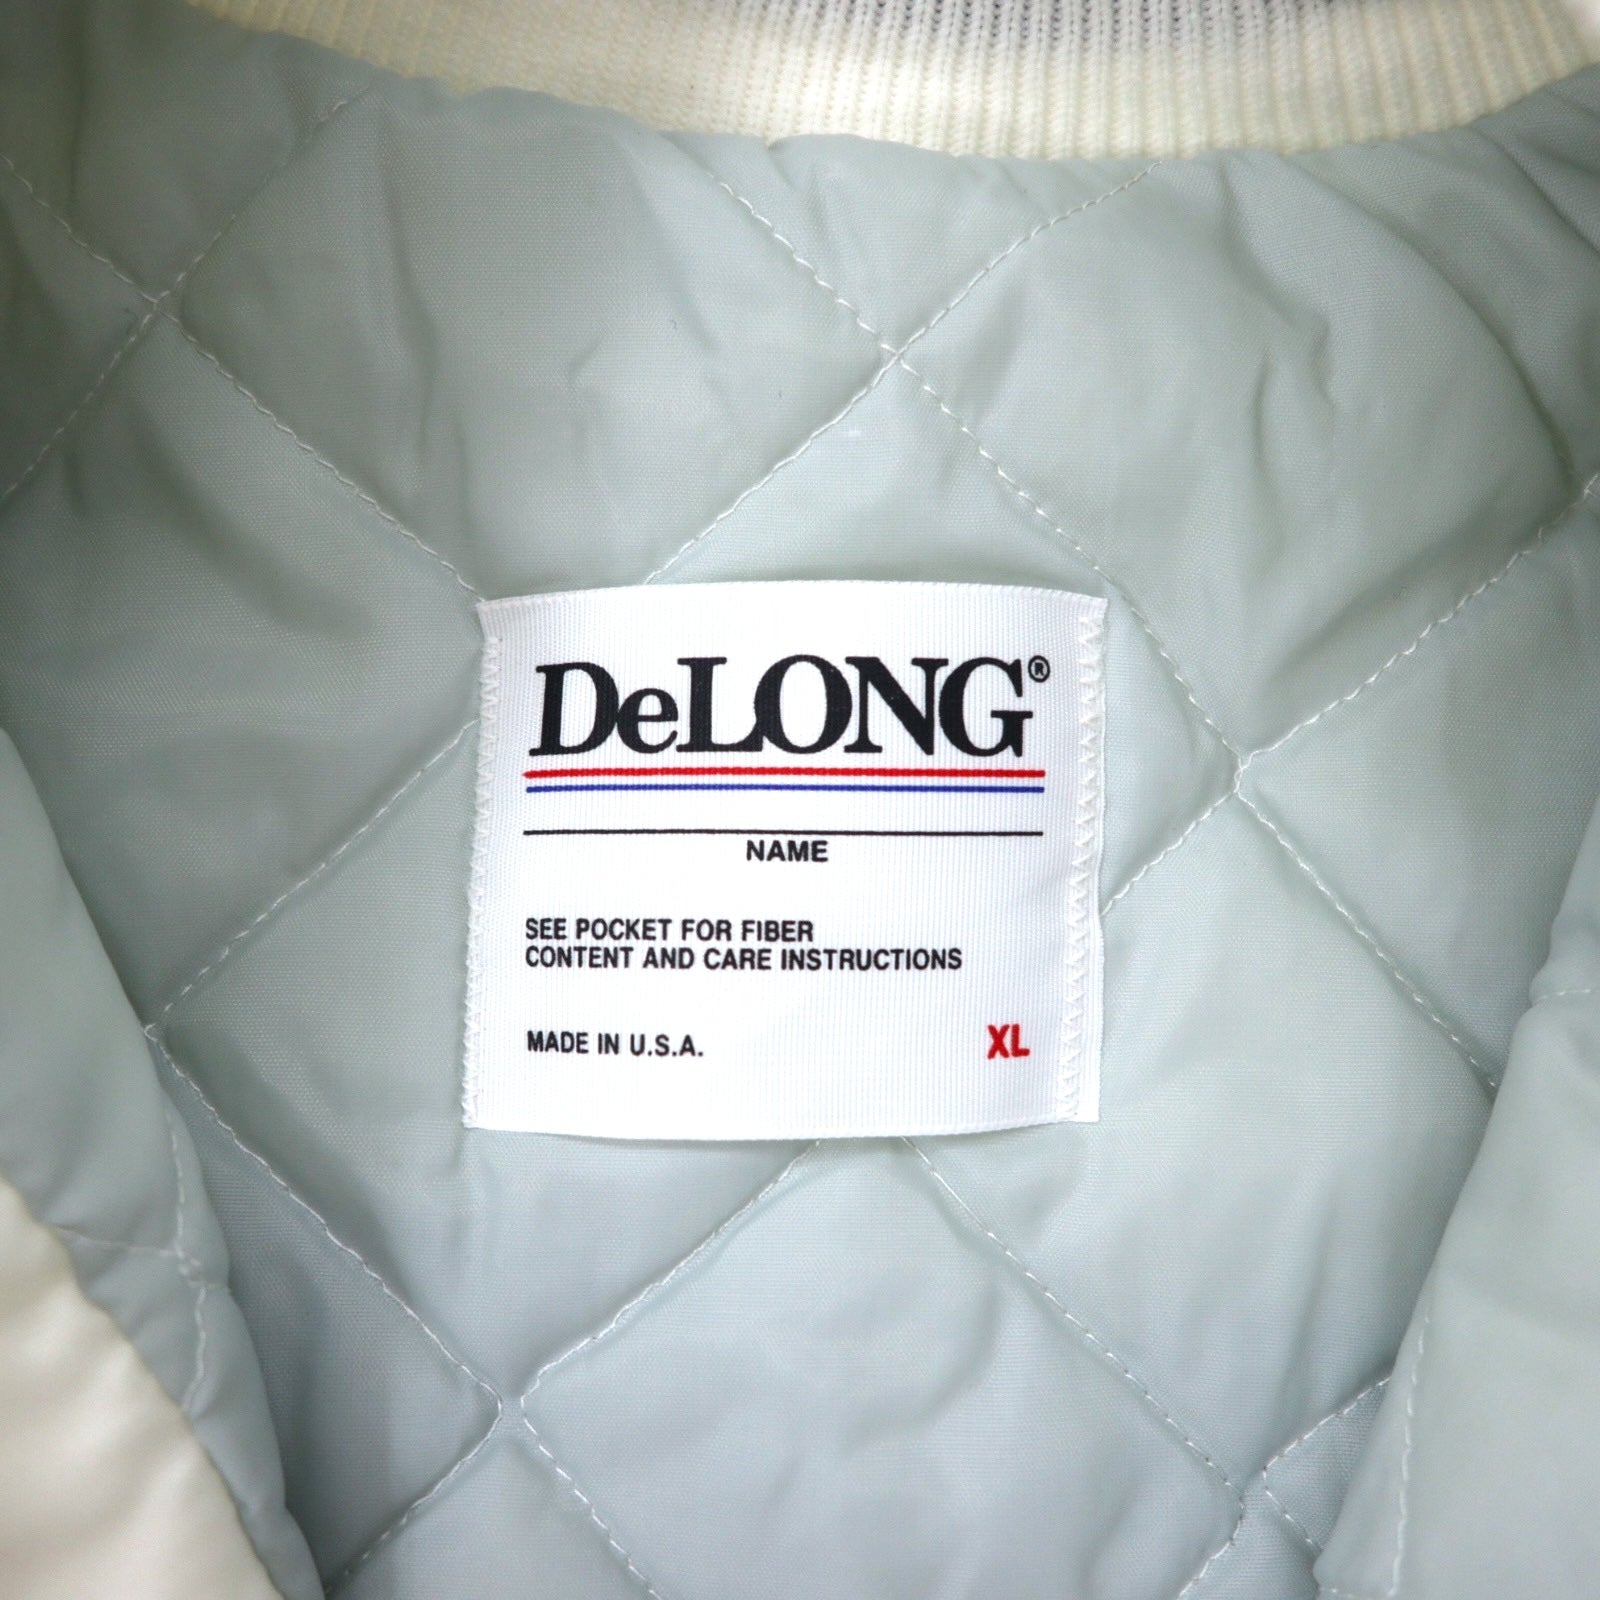 DeLONG®
NAME
SEE POCKET FOR FIBER
CONTENT AND CARE INSTRUCTIONS
MADE IN U.S.A. XL